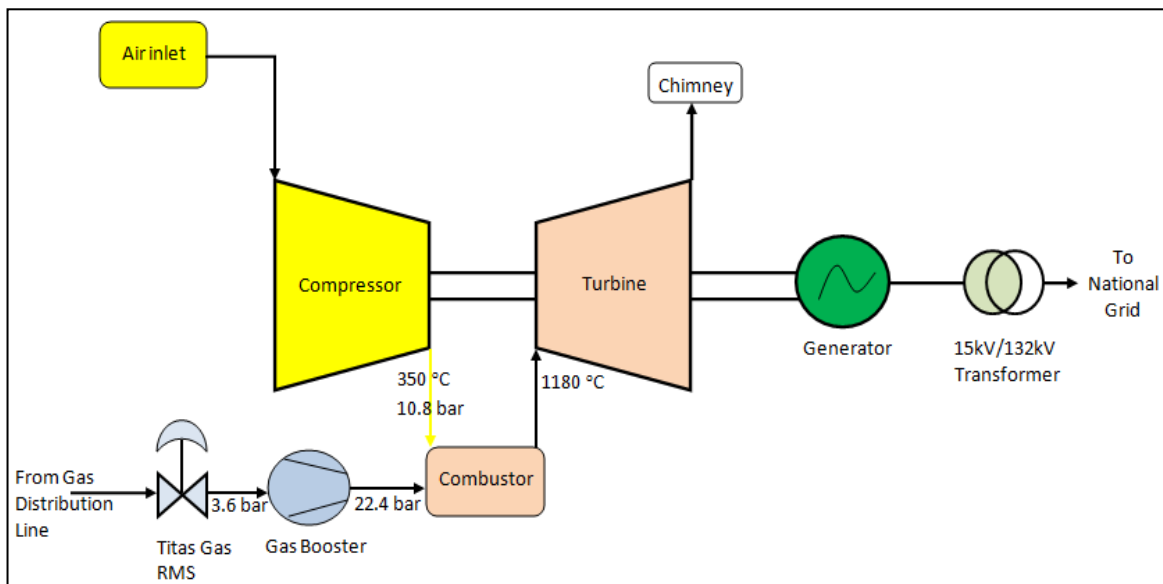 Air inlet
Chimney
Compressor
Turbine
To
National
Grid
Generator
15kV/132kV
Transformer
350 °C
10.8 bar
1180 °C
From Gas
Distribution
Line
3.6 bar
22.4 bar
Combustor
Titas Gas
RMS
Gas Booster